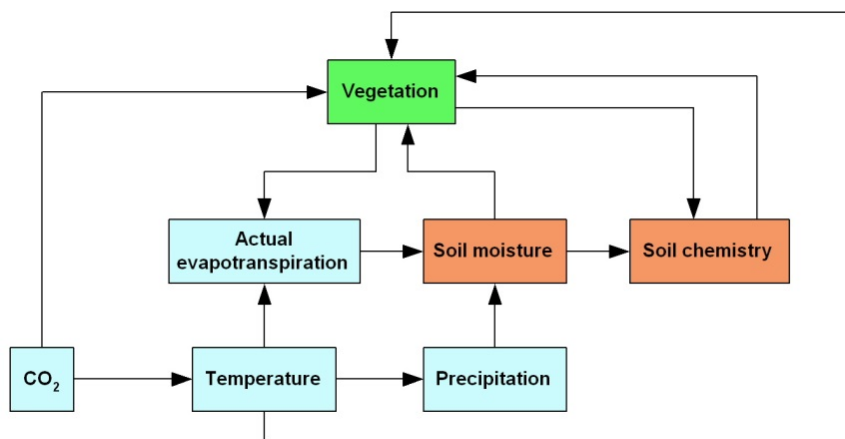 Vegetation
Actual
evapotranspiration
Soil moisture
Soil chemistry
CO₂
Temperature
Precipitation